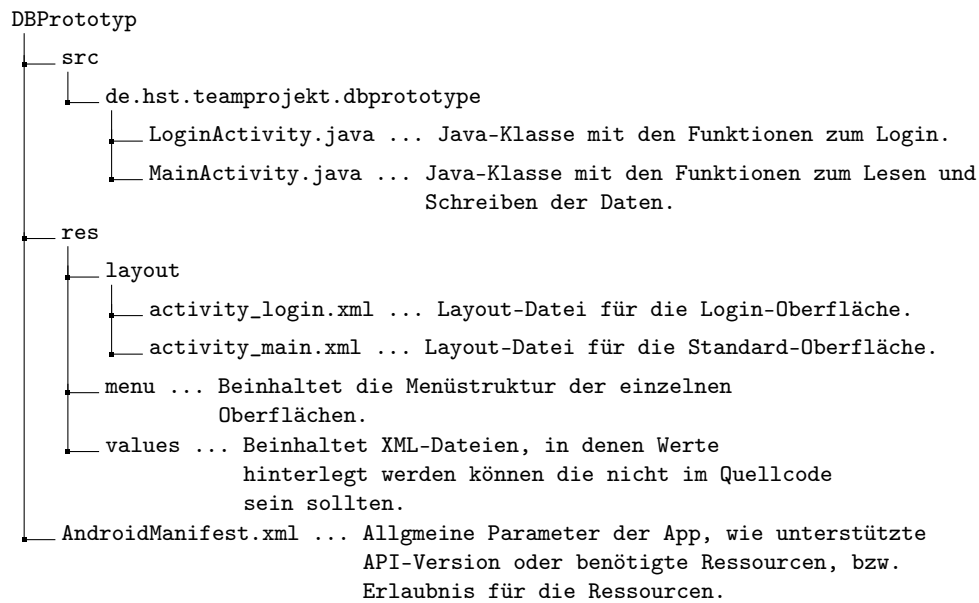 DBPrototyp
src
de.hst.teamprojekt.dbprototype
LoginActivity.java ... Java-Klasse mit den Funktionen zum Login.
MainActivity.java ... Java-Klasse mit den Funktionen zum Lesen und
Schreiben der Daten.
res
layout
activity_login.xml ... Layout-Datei für die Login-Oberfläche.
activity_main.xml ... Layout-Datei für die Standard-Oberfläche.
menu ... Beinhaltet die Menüstruktur der einzelnen
Oberflächen.
values ... Beinhaltet XML-Dateien, in denen Werte
hinterlegt werden können die nicht im Quellcode
sein sollten.
AndroidManifest.xml ... Allgmeine Parameter der App, wie unterstützte
API-Version oder benötigte Ressourcen, bzw.
Erlaubnis für die Ressourcen.